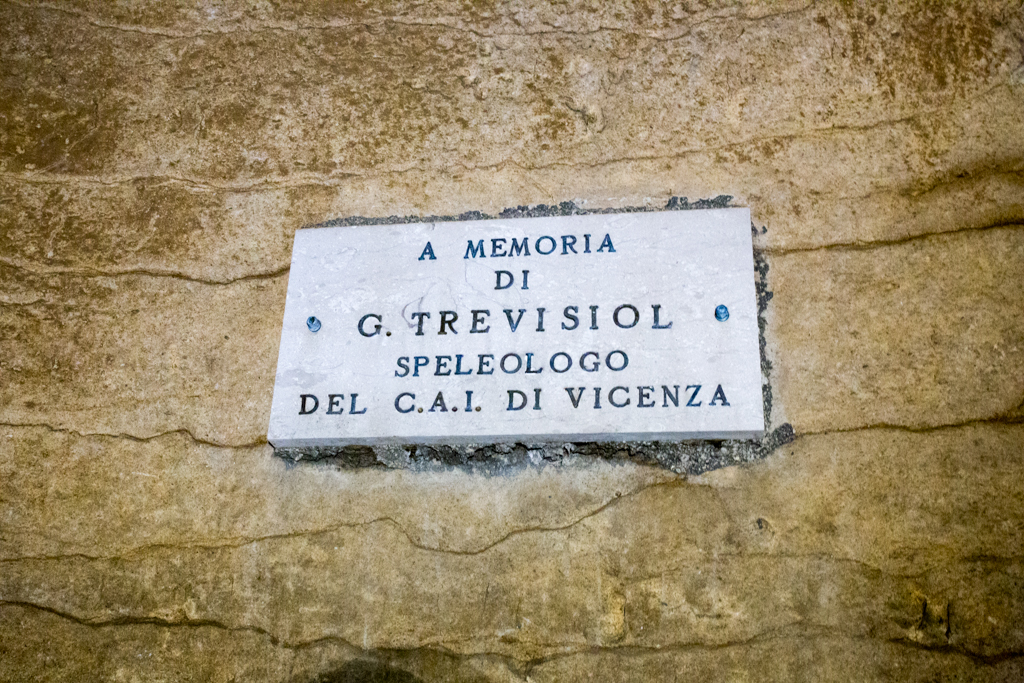 A MEMORIA
DI
G. TREVISIOL
SPELEOLOGO
DEL C.A.I. DI VICENZA